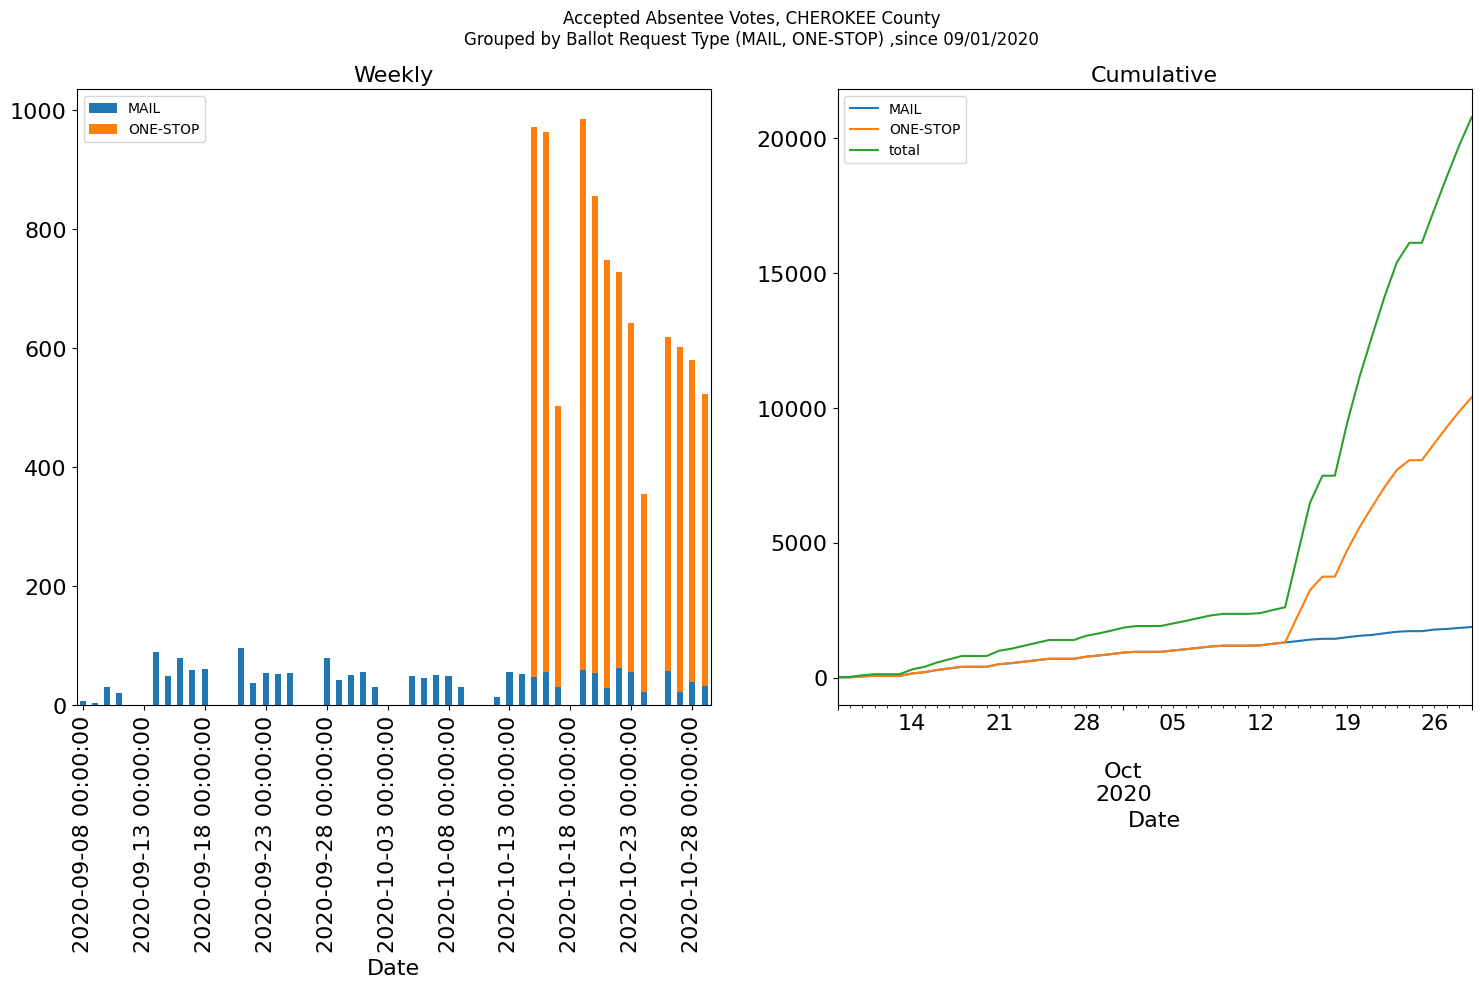 Accepted Absentee Votes, CHEROKEE County
Grouped by Ballot Request Type (MAIL, ONE-STOP) ,since 09/01/2020
Weekly
MAIL
ONE-STOP
1000
800
600
400
200
0
2020-09-08 00:00:00
2020-09-13 00:00:00
2020-09-18 00:00:00
2020-09-23 00:00:00
2020-09-28 00:00:00
2020-10-03 00:00:00
2020-10-08 00:00:00
2020-10-13 00:00:00
2020-10-18 00:00:00
2020-10-23 00:00:00
2020-10-28 00:00:00
Date
Cumulative
MAIL
ONE-STOP
total
20000
15000
10000
5000
0
14 21 28 05 12 19 26
Oct
2020
Date